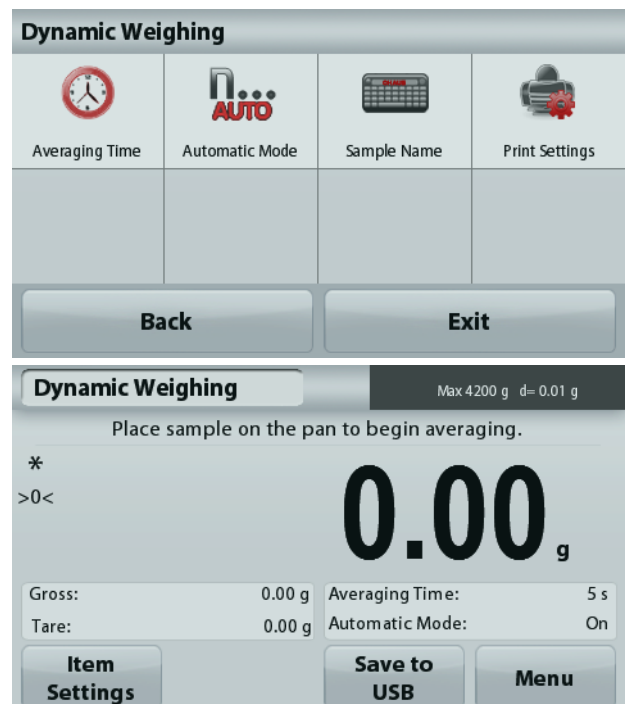 Dynamic Weighing
n...
AUTO
Averaging Time
Automatic Mode
Sample Name
Print Settings
Back
Exit
Dynamic Weighing
Max 4200 g d= 0.01 g
Place sample on the pan to begin averaging.
*
>0<
0.00 g
Gross: 0.00 g
Tare: 0.00 g
Averaging Time: 5 s
Automatic Mode: On
Item Settings
Save to USB
Menu